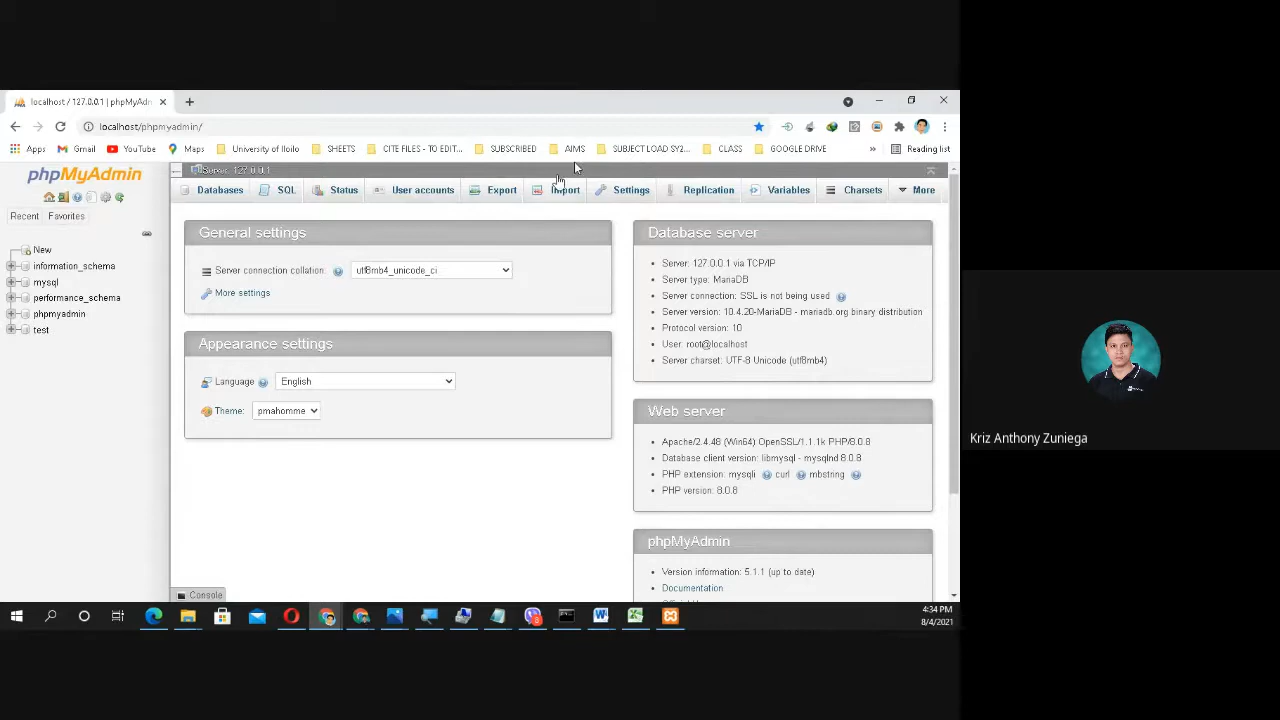 localhost / 127.0.0.1 | phpMyAdn
localhost/phpmyadmin/
Apps Gmail YouTube Maps University of Iloilo SHEETS CITE FILES - TO EDIT... SUBSCRIBED AIMS SUBJECT LOAD SY2... CLASS GOOGLE DRIVE » Reading list
phpMyAdmin
Recent Favorites
New
information_schema
mysql
performance_schema
phpmyadmin
test
Server: 127.0.0.1
Databases SQL Status User accounts Export Import Settings Replication Variables Charsets More
General settings
Server connection collation:
utf8mb4_unicode_ci
More settings
Appearance settings
Language
English
Theme:
pmahomme
Database server
Server: 127.0.0.1 via TCP/IP
Server type: MariaDB
Server connection: SSL is not being used
Server version: 10.4.20-MariaDB - mariadb.org binary distribution
Protocol version: 10
User: root@localhost
Server charset: UTF-8 Unicode (utf8mb4)
Web server
Apache/2.4.48 (Win64) OpenSSL/1.1.1k PHP/8.0.8
Database client version: libmysql - mysqlnd 8.0.8
PHP extension: mysqli curl mbstring
PHP version: 8.0.8
phpMyAdmin
Version information: 5.1.1 (up to date)
Documentation
Console
4:34 PM
8/4/2021
Kriz Anthony Zuniega